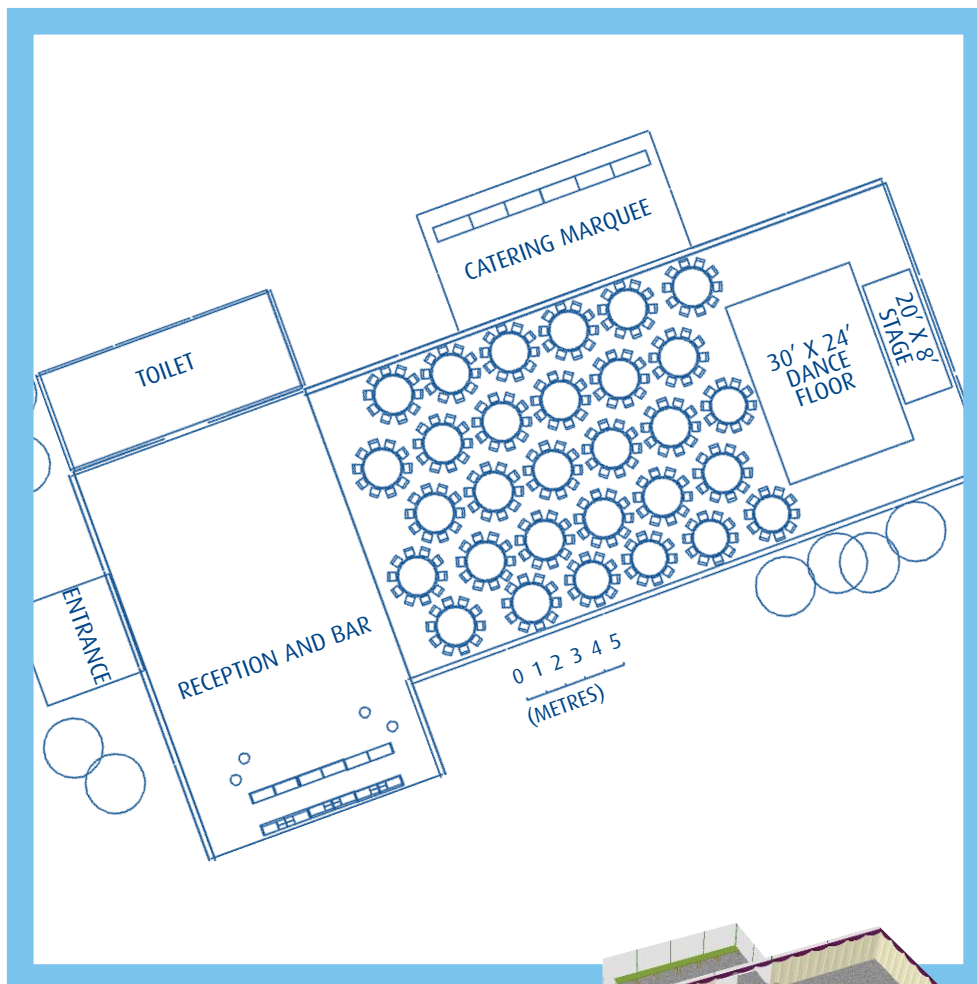 CATERING MARQUEE
TOILET
30’ X 24’
DANCE
FLOOR
20’ X 8’
STAGE
ENTRANCE
RECEPTION AND BAR
0 1 2 3 4 5
(METRES)